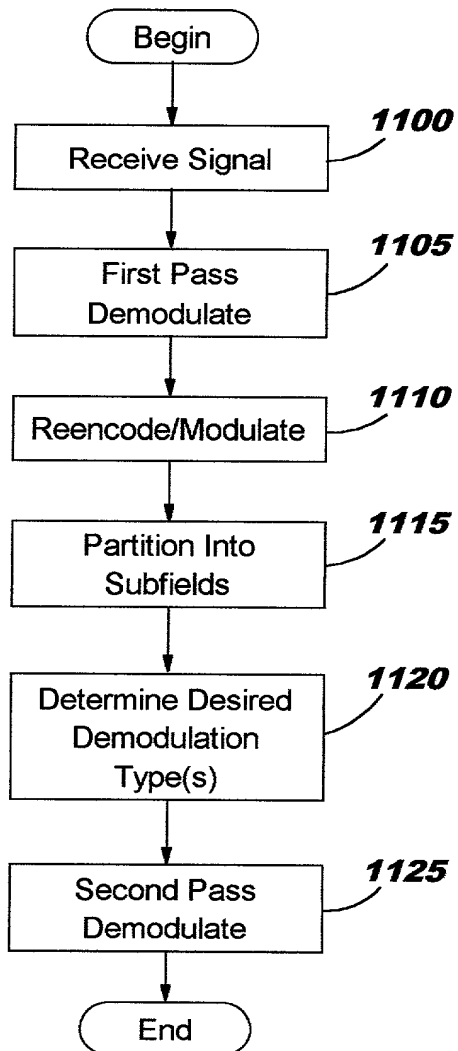 Begin
1100
Receive Signal
1105
First Pass
Demodulate
1110
Reencode/Modulate
1115
Partition Into
Subfields
1120
Determine Desired
Demodulation
Type(s)
1125
Second Pass
Demodulate
End